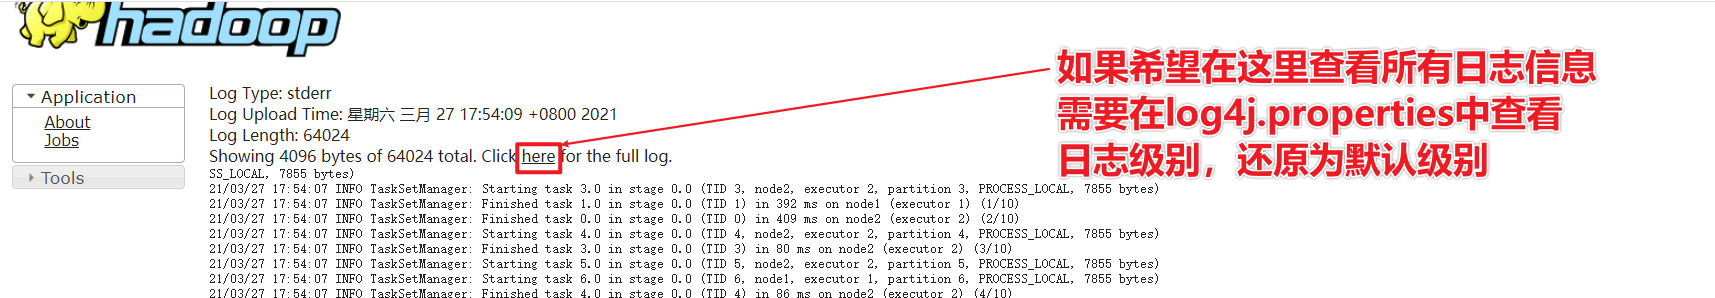 hadoop
Application
About
Jobs
Tools
Log Type: stderr
Log Upload Time: 星期六 三月 27 17:54:09 +0800 2021
Log Length: 64024
Showing 4096 bytes of 64024 total. Click here for the full log.
SS_LOCAL, 7855 bytes)
21/03/27 17:54:07 INFO TaskSetManager: Starting task 3.0 in stage 0.0 (TID 3, node2, executor 2, partition 3, PROCESS_LOCAL, 7855 bytes)
21/03/27 17:54:07 INFO TaskSetManager: Finished task 1.0 in stage 0.0 (TID 1) in 392 ms on node1 (executor 1) (1/10)
21/03/27 17:54:07 INFO TaskSetManager: Finished task 0.0 in stage 0.0 (TID 0) in 409 ms on node2 (executor 2) (2/10)
21/03/27 17:54:07 INFO TaskSetManager: Starting task 4.0 in stage 0.0 (TID 4, node2, executor 2, partition 4, PROCESS_LOCAL, 7855 bytes)
21/03/27 17:54:07 INFO TaskSetManager: Finished task 3.0 in stage 0.0 (TID 3) in 80 ms on node2 (executor 2) (3/10)
21/03/27 17:54:07 INFO TaskSetManager: Starting task 5.0 in stage 0.0 (TID 5, node2, executor 2, partition 5, PROCESS_LOCAL, 7855 bytes)
21/03/27 17:54:07 INFO TaskSetManager: Starting task 6.0 in stage 0.0 (TID 6, node1, executor 1, partition 6, PROCESS_LOCAL, 7855 bytes)
21/03/27 17:54:07 INFO TaskSetManager: Finished task 4.0 in stage 0.0 (TID 4) in 86 ms on node2 (executor 2) (4/10)
如果希望在这里查看所有日志信息
需要在log4j.properties中查看
日志级别，还原为默认级别